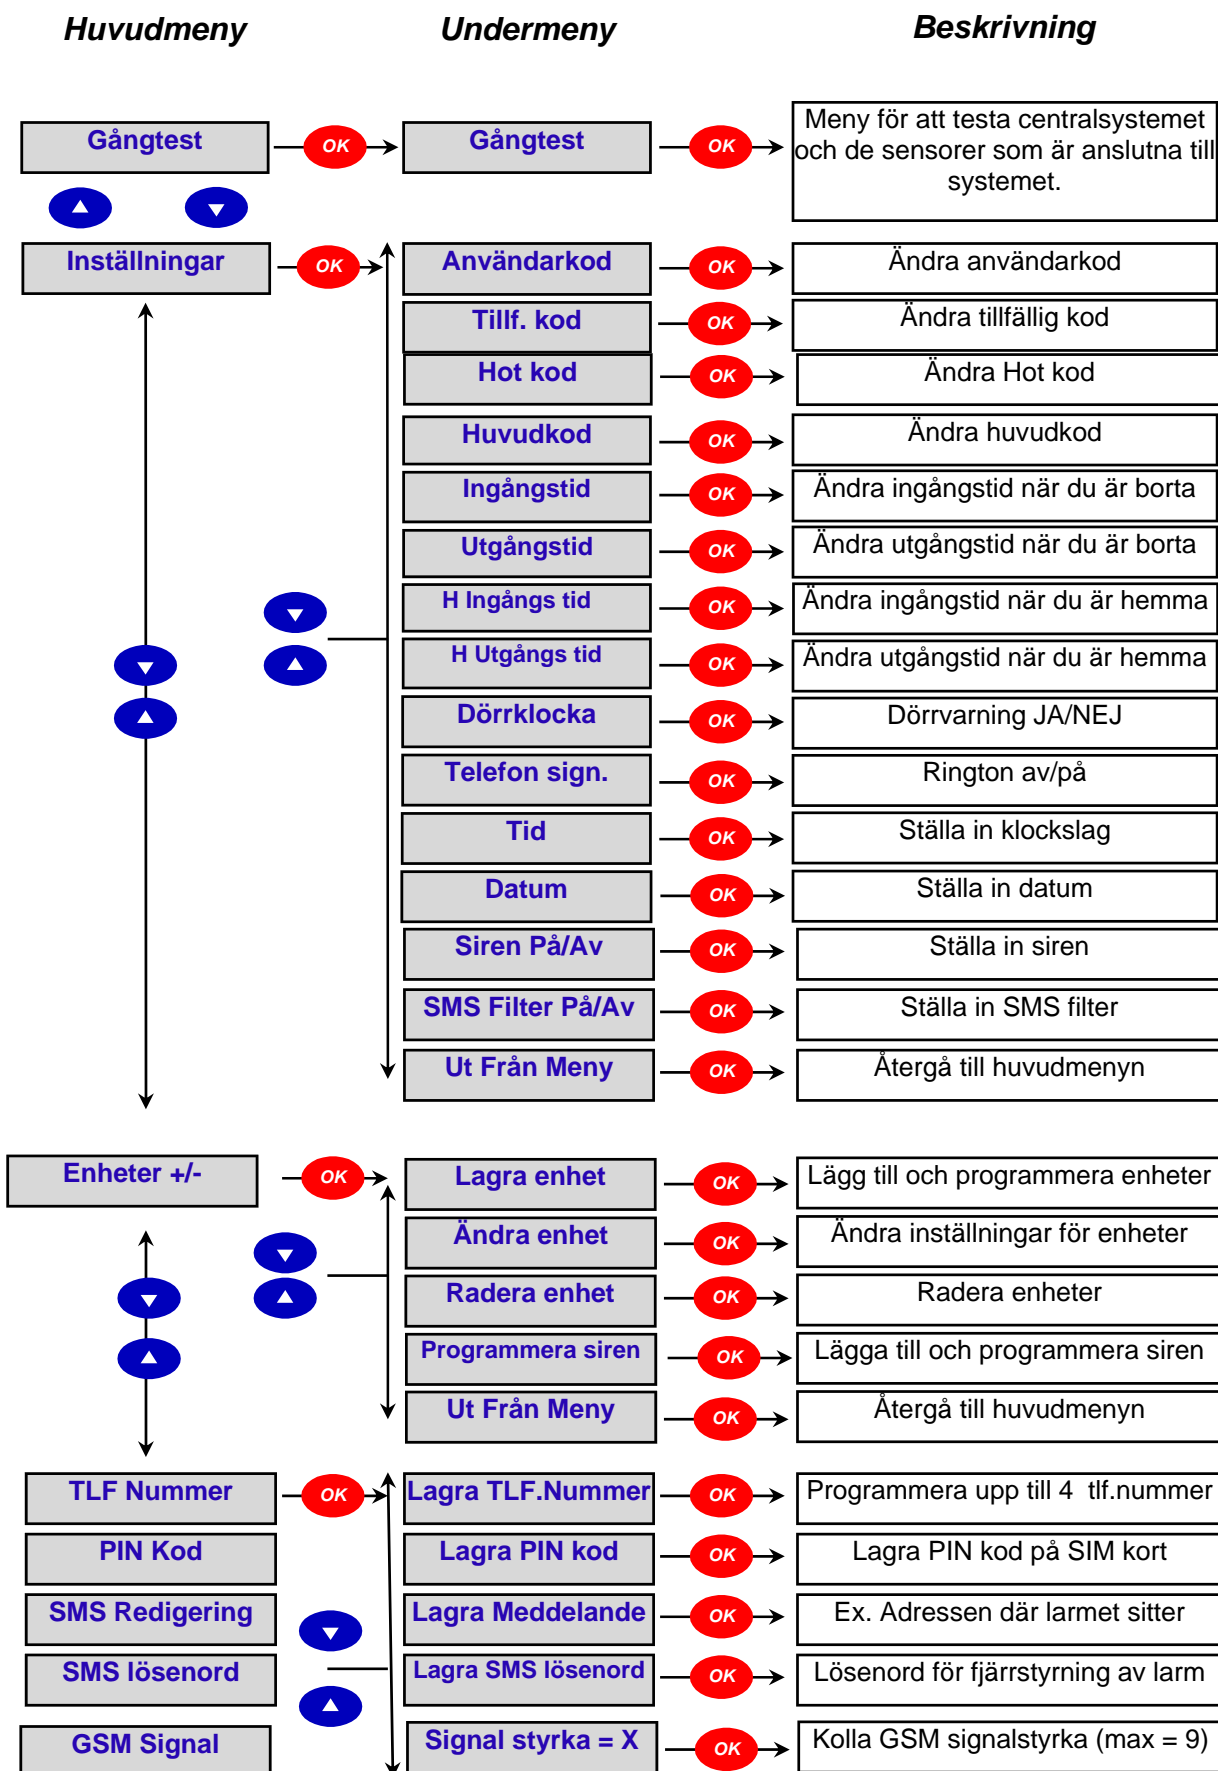 Huvudmeny Undermeny Beskrivning
Gångtest OK Gångtest OK Meny för att testa centralsystemet
och de sensorer som är anslutna till
systemet.
Inställningar OK Användarkod OK Ändra användarkod
Tillf. kod OK Ändra tillfällig kod
Hot kod OK Ändra Hot kod
Huvudkod OK Ändra huvudkod
Ingångstid OK Ändra ingångstid när du är borta
Utgångstid OK Ändra utgångstid när du är borta
H Ingångs tid OK Ändra ingångstid när du är hemma
H Utgångs tid OK Ändra utgångstid när du är hemma
Dörrklocka OK Dörrvarning JA/NEJ
Telefon sign. OK Rington av/på
Tid OK Ställa in klockslag
Datum OK Ställa in datum
Siren På/Av OK Ställa in siren
SMS Filter På/Av OK Ställa in SMS filter
Ut Från Meny OK Återgå till huvudmenyn
Enheter +/- OK Lagra enhet OK Lägg till och programmera enheter
Ändra enhet OK Ändra inställningar för enheter
Radera enhet OK Radera enheter
Programmera siren OK Lägga till och programmera siren
Ut Från Meny OK Återgå till huvudmenyn
TLF Nummer OK Lagra TLF.Nummer OK Programmera upp till 4 tlf.nummer
PIN Kod Lagra PIN kod OK Lagra PIN kod på SIM kort
SMS Redigering Lagra Meddelande OK Ex. Adressen där larmet sitter
SMS lösenord Lagra SMS lösenord OK Lösenord för fjärrstyrning av larm
GSM Signal Signal styrka = X OK Kolla GSM signalstyrka (max = 9)